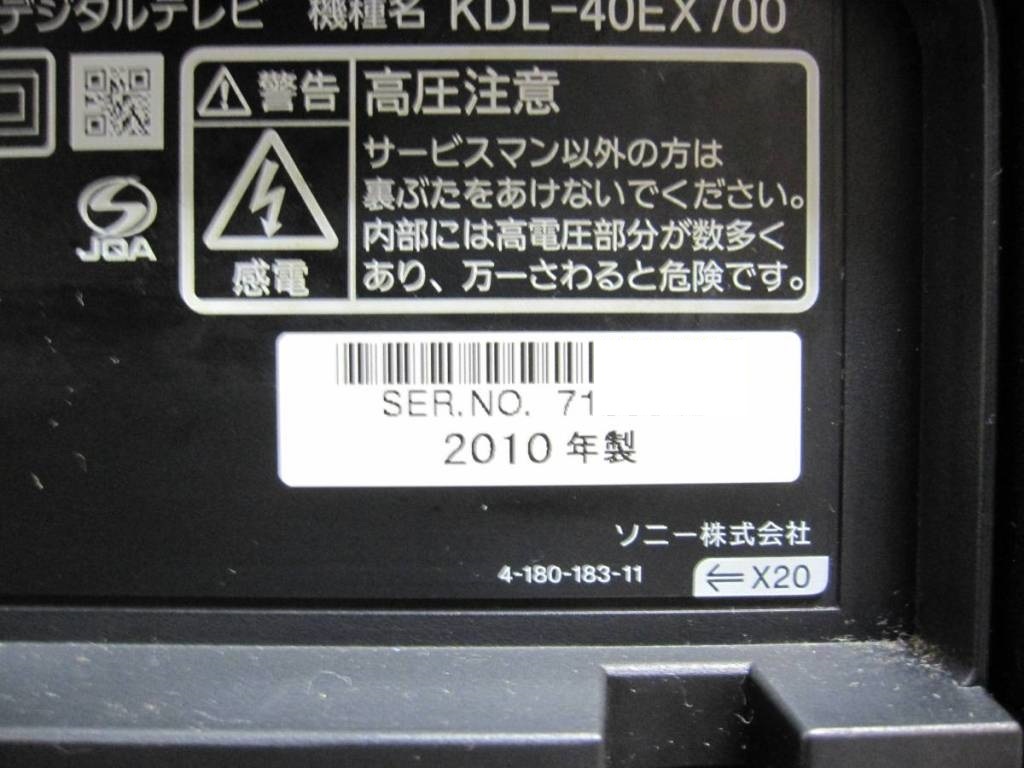 デジタルテレビ 機種名 KDL-40EX700
警告
感電
高圧注意
サービスマン以外の方は
裏ぶたをあけないでください。
内部には高電圧部分が数多く
あり、万一さわると危険です。
JQA
SER.NO. 71
2010年製
ソニー株式会社
4-180-183-11
⇐X20